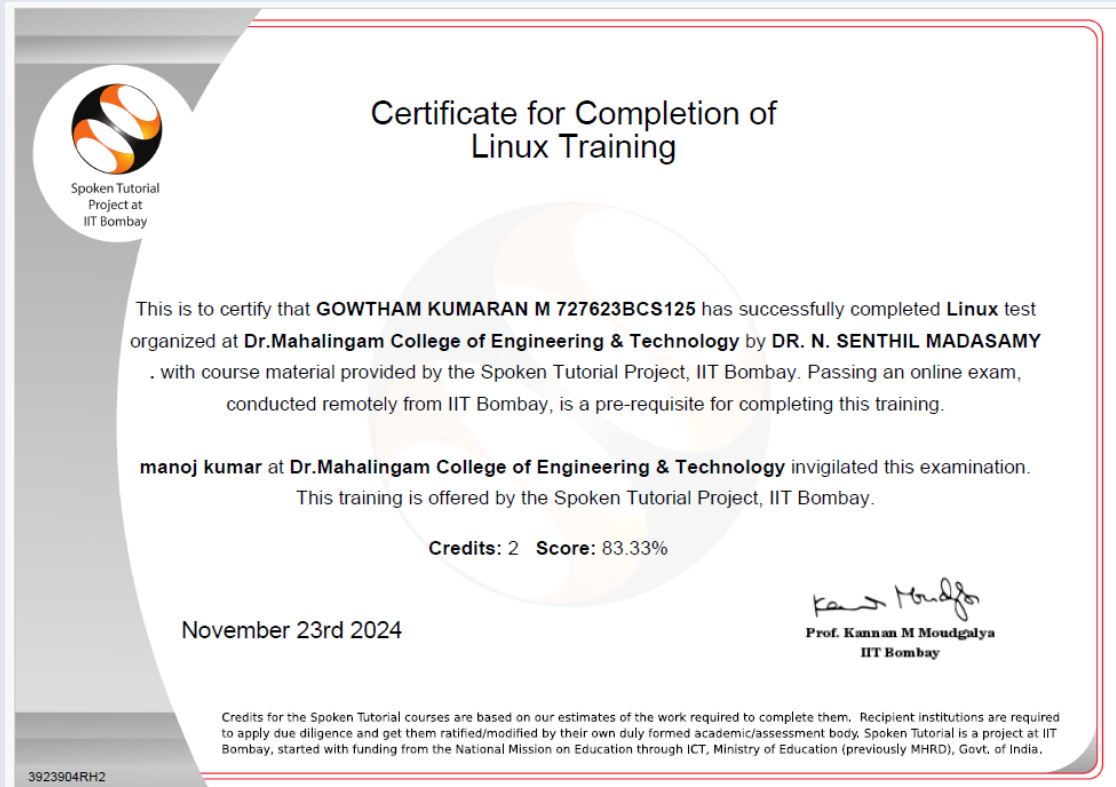 Spoken Tutorial
Project at
IIT Bombay
Certificate for Completion of
Linux Training
This is to certify that GOWTHAM KUMARAN M 727623BCS125 has successfully completed Linux test
organized at Dr.Mahalingam College of Engineering & Technology by DR. N. SENTHIL MADASAMY
. with course material provided by the Spoken Tutorial Project, IIT Bombay. Passing an online exam,
conducted remotely from IIT Bombay, is a pre-requisite for completing this training.
manoj kumar at Dr.Mahalingam College of Engineering & Technology invigilated this examination.
This training is offered by the Spoken Tutorial Project, IIT Bombay.
Credits: 2 Score: 83.33%
November 23rd 2024
Prof. Kannan M Moudgalya
IIT Bombay
Credits for the Spoken Tutorial courses are based on our estimates of the work required to complete them. Recipient institutions are required
to apply due diligence and get them ratified/modified by their own duly formed academic/assessment body. Spoken Tutorial is a project at IIT
Bombay, started with funding from the National Mission on Education through ICT, Ministry of Education (previously MHRD), Govt. of India.
3923904RH2